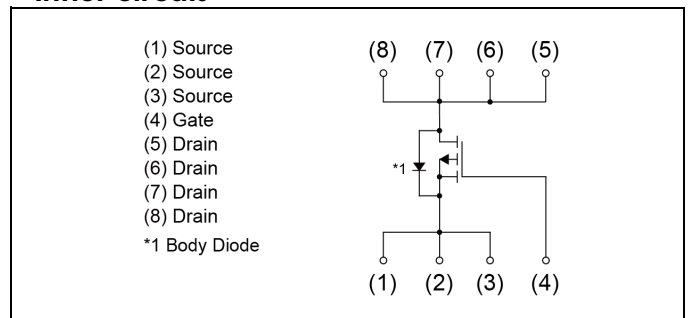 (1) Source
(2) Source
(3) Source
(4) Gate
(5) Drain
(6) Drain
(7) Drain
(8) Drain
*1 Body Diode
(8) (7) (6) (5)
*1
(1) (2) (3) (4)